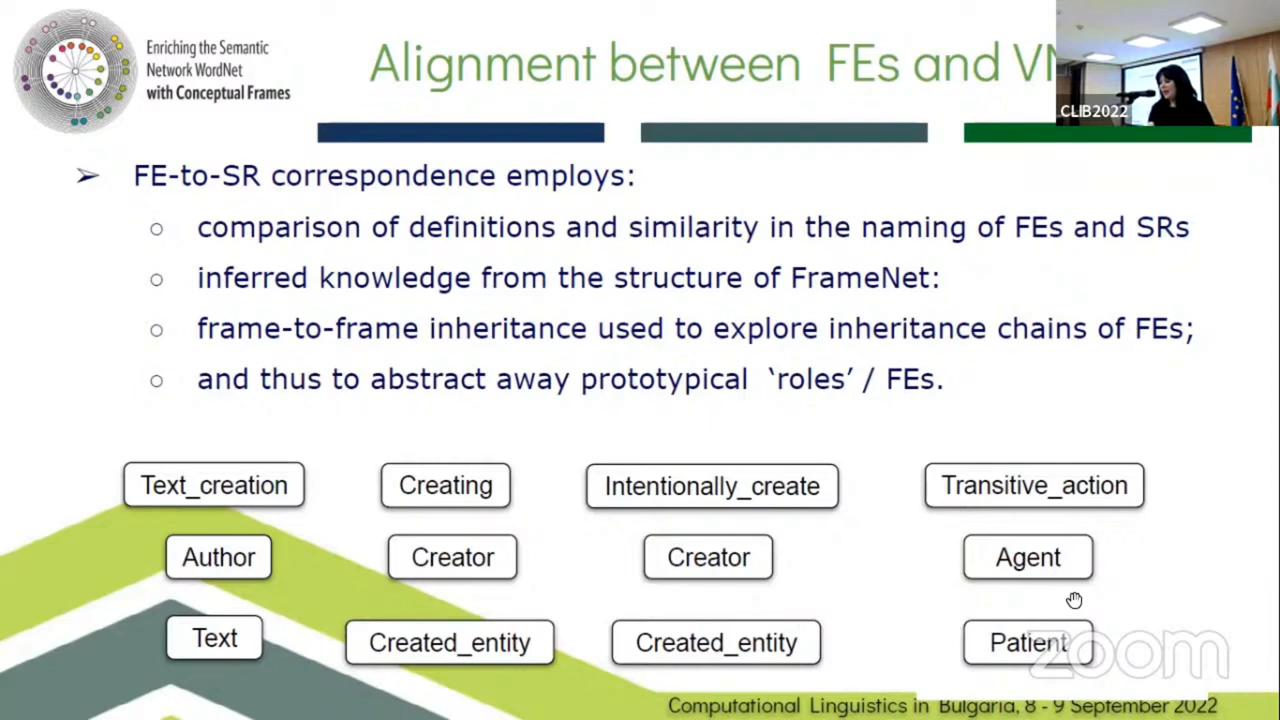 Enriching the Semantic
Network WordNet
with Conceptual Frames
Alignment between FEs and
CLIB2022
➢ FE-to-SR correspondence employs:
○ comparison of definitions and similarity in the naming of FEs and SRs
○ inferred knowledge from the structure of FrameNet:
○ frame-to-frame inheritance used to explore inheritance chains of FEs;
○ and thus to abstract away prototypical ‘roles’ / FEs.
Text_creation Creating Intentionally_create Transitive_action
Author Creator Creator Agent
Text Created_entity Created_entity Patient
zoom
Computational Linguistics in Bulgaria, 8 - 9 September 2022